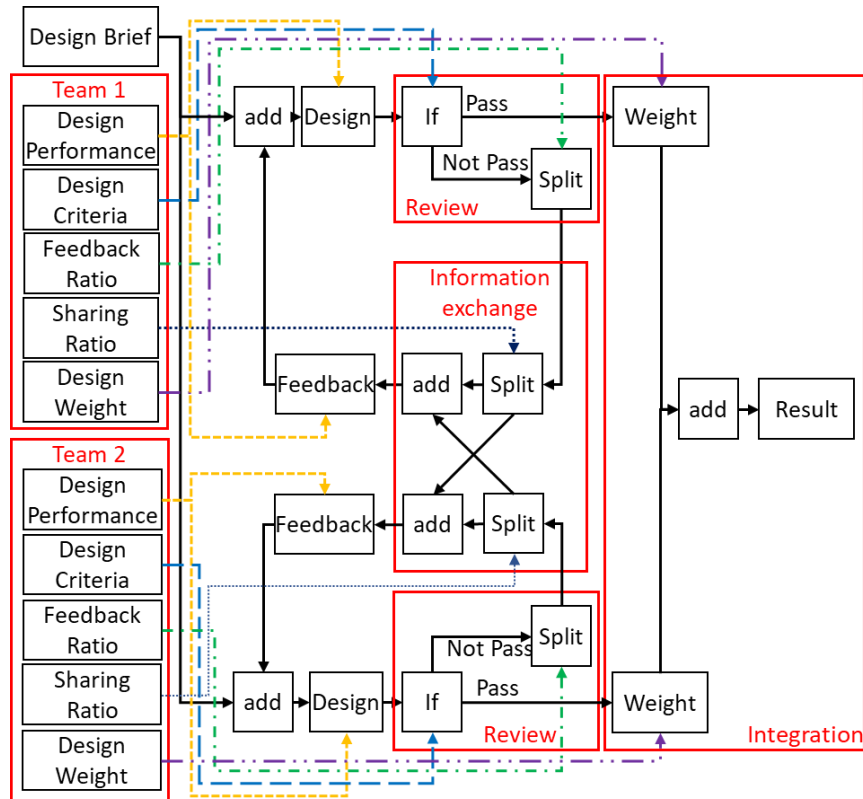 Design Brief
Team 1
Design
Performance
Design
Criteria
Feedback
Ratio
Sharing
Ratio
Design
Weight
Team 2
Design
Performance
Design
Criteria
Feedback
Ratio
Sharing
Ratio
Design
Weight
add
Design
If
Pass
Not Pass
Split
Review
Weight
Information
exchange
Feedback
add
Split
Feedback
add
Split
add
Result
add
Design
If
Not Pass
Pass
Split
Review
Weight
Integration